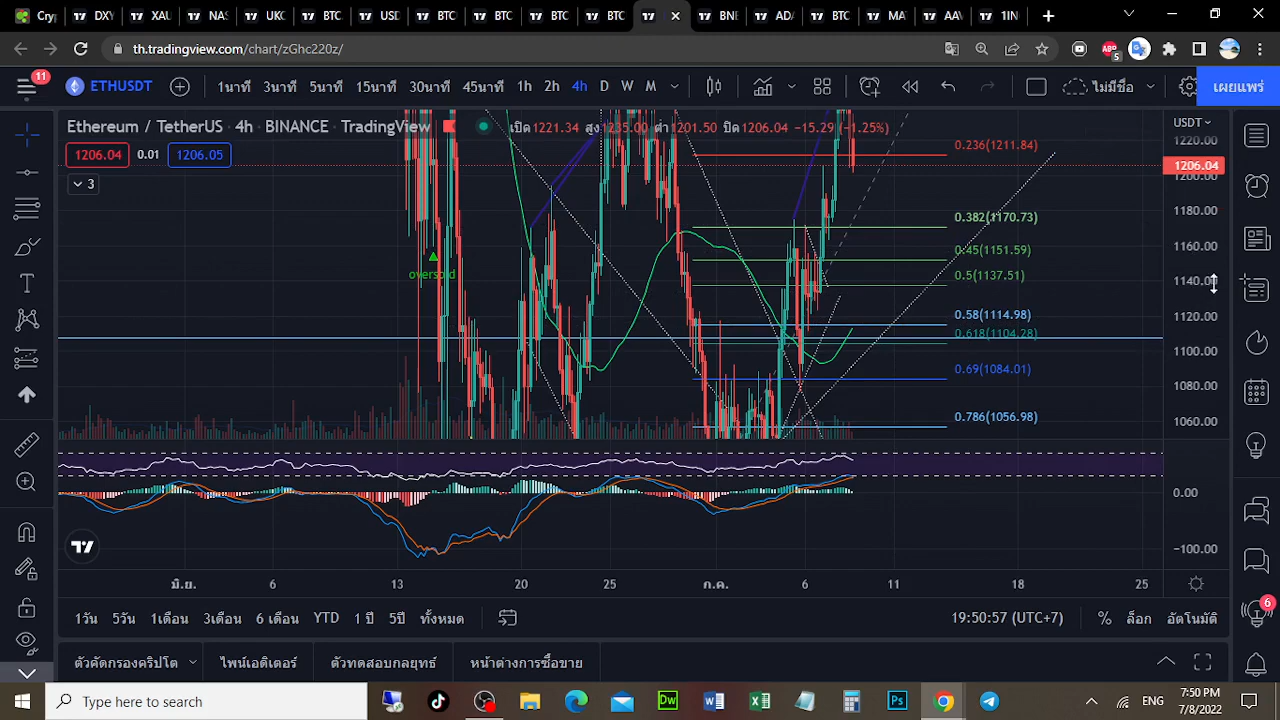 Cryp
DXY
XAU
NAS
UKC
BTC
USD
BTC
BTC
BTC
BTC
BNE
ADA
BTC
MA
AAV
1IN
th.tradingview.com/chart/zGhc220z/
ABP
5
11
ETHUSDT
1นาที
3นาที
5นาที
15นาที
30นาที
45นาที
1h
2h
4h
D
W
M
ไม่มีชื่อ
เผยแพร่
Ethereum / TetherUS · 4h · BINANCE · TradingView
เปิด1221.34 สูง1235.00 ต่ำ1201.50 ปิด1206.04 −15.29 (−1.25%)
USDT
1206.04
0.01
1206.05
3
0.236(1211.84)
0.382(1170.73)
0.45(1151.59)
0.5(1137.51)
0.58(1114.98)
0.618(1104.28)
0.69(1084.01)
0.786(1056.98)
oversold
1220.00
1206.04
1200.00
1180.00
1160.00
1140.00
1120.00
1100.00
1080.00
1060.00
0.00
−100.00
มิ.ย.
6
13
20
25
ก.ค.
6
11
18
25
1วัน
5วัน
1เดือน
3เดือน
6 เดือน
YTD
1 ปี
5ปี
ทั้งหมด
19:50:57 (UTC+7)
%
ล็อก
อัตโนมัติ
6
ตัวคัดกรองคริปโต
ไพน์เอดิเตอร์
ตัวทดสอบกลยุทธ์
หน้าต่างการซื้อขาย
Type here to search
Dw
Ps
ENG
7:50 PM
7/8/2022